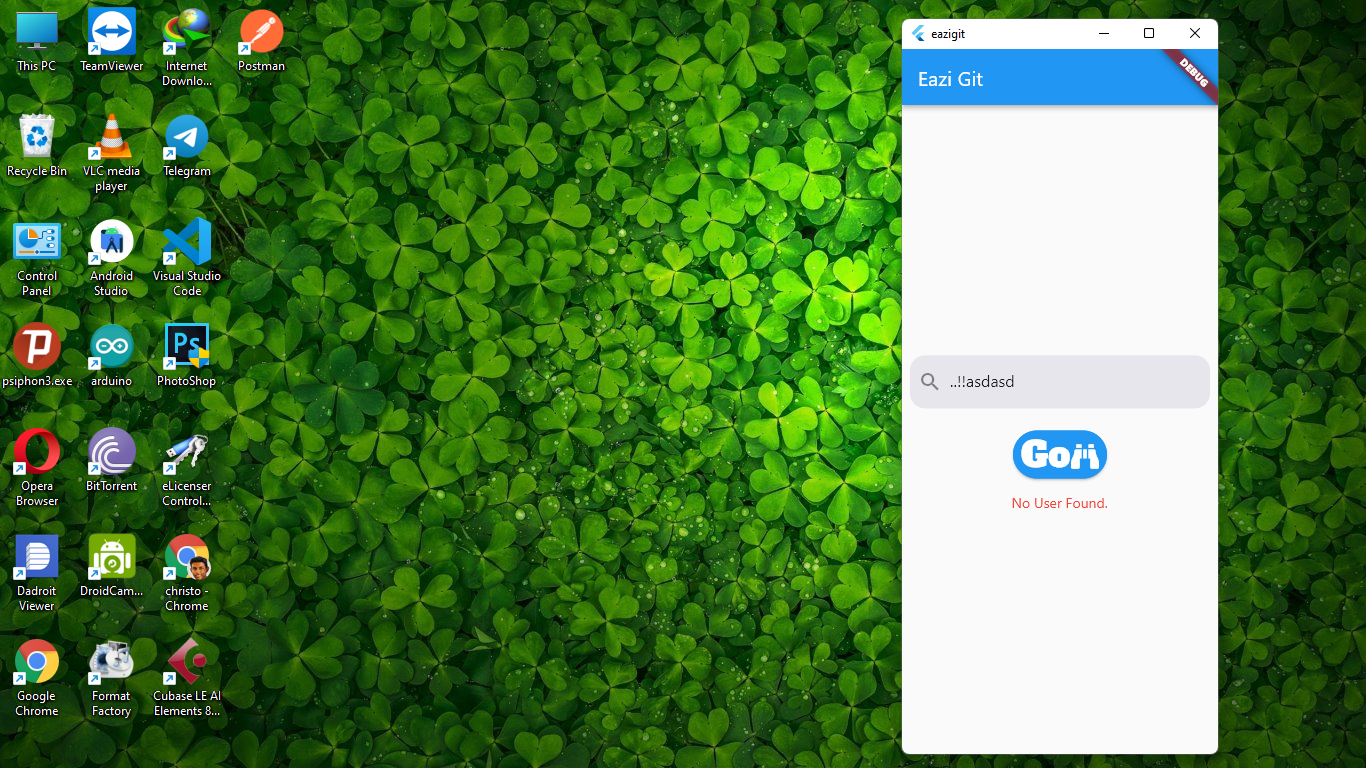 This PC
TeamViewer
Internet
Downlo...
Postman
Recycle Bin
VLC media
player
Telegram
Control
Panel
Android
Studio
Visual Studio
Code
psiphon3.exe
arduino
Ps
PhotoShop
Opera
Browser
BitTorrent
eLicenser
Control...
Dadroit
Viewer
DroidCam...
christo -
Chrome
Google
Chrome
Format
Factory
Cubase LE AI
Elements 8...
eazigit
Eazi Git
DEBUG
..!!asdasd
Go
No User Found.